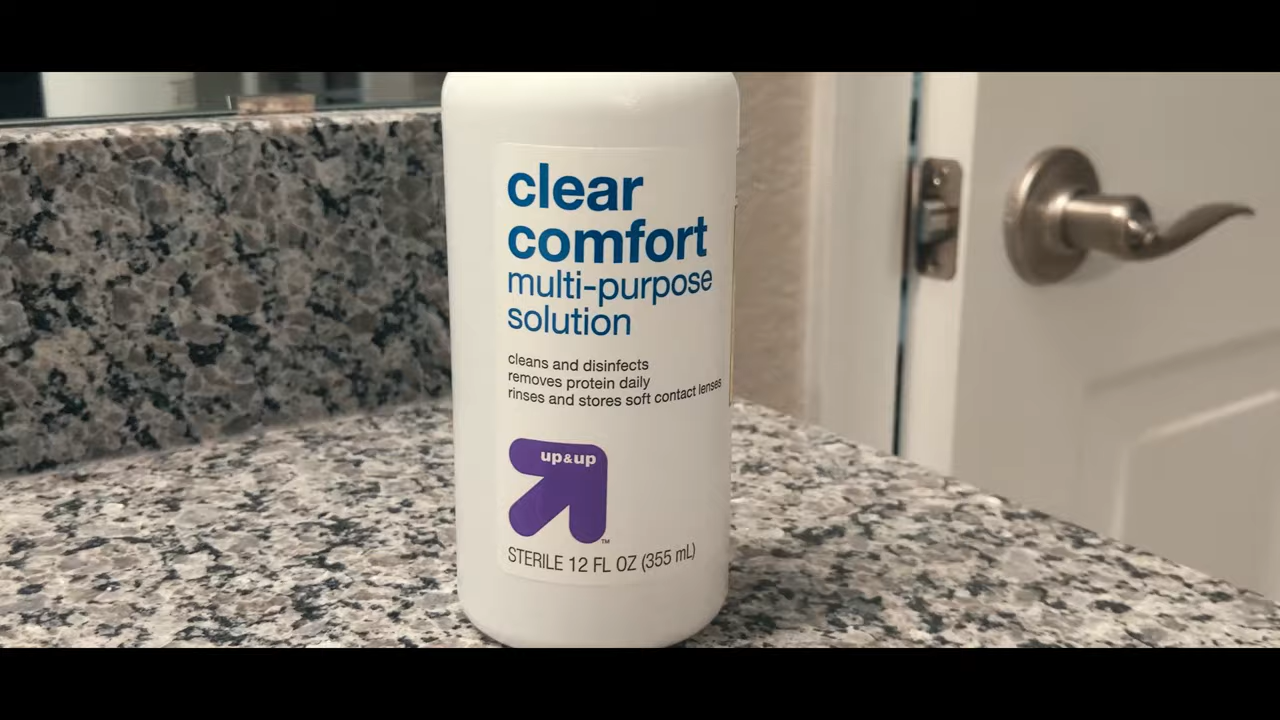 clear
comfort
multi-purpose
solution
cleans and disinfects
removes protein daily
rinses and stores soft contact lenses
up&up
™
STERILE 12 FL OZ (355 mL)